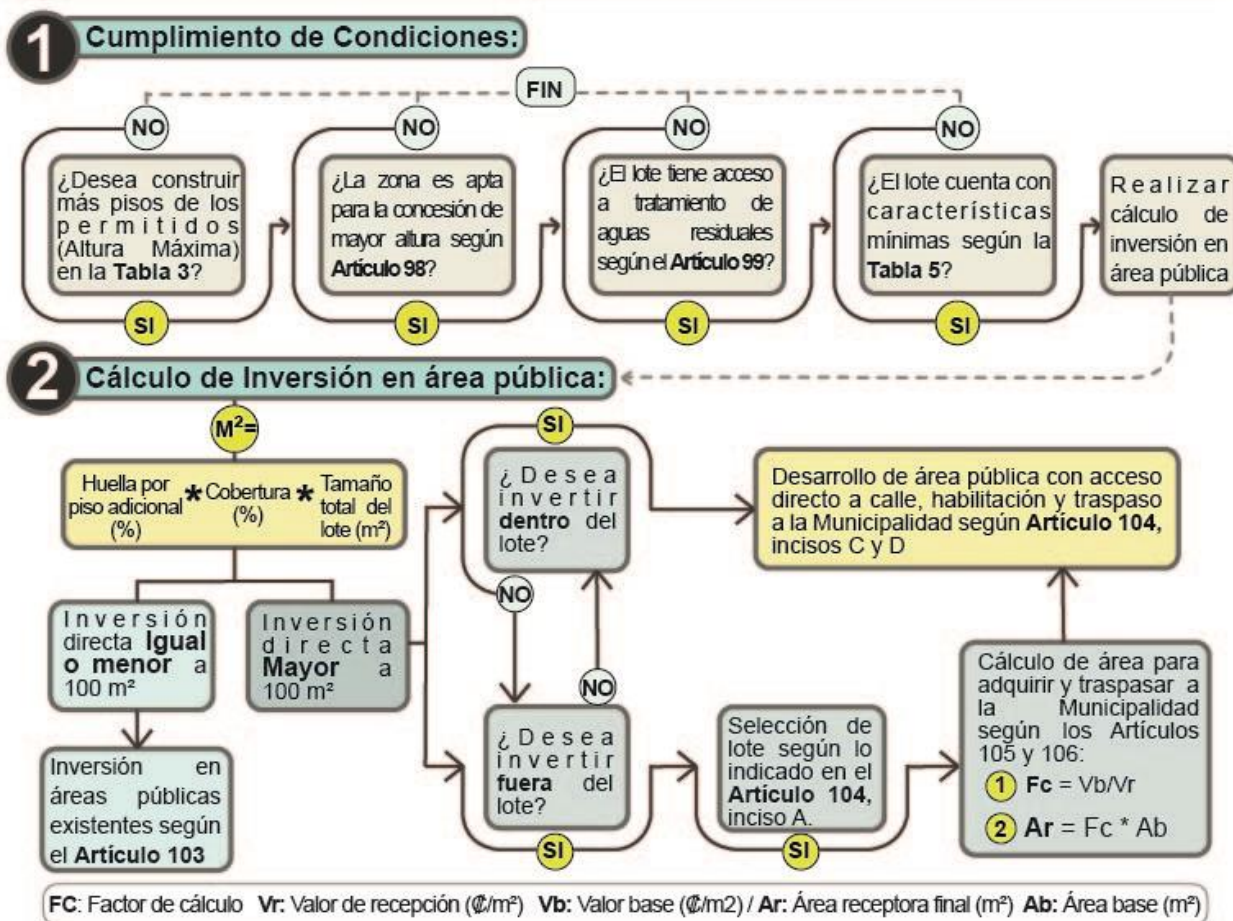 1 Cumplimiento de Condiciones:
FIN
NO
NO
NO
NO
¿Desea construir
más pisos de los
permitidos
(Altura Máxima)
en la Tabla 3?
SI
¿La zona es apta
para la concesión de
mayor altura según
Artículo 98?
SI
¿El lote tiene acceso
a tratamiento de
aguas residuales
según el Artículo 99?
SI
¿El lote cuenta con
características
mínimas según la
Tabla 5?
SI
Realizar
cálculo de
inversión en
área pública
2 Cálculo de Inversión en área pública:
M²=
Huella por
piso adicional
(%)
* Cobertura
(%)
* Tamaño
total del
lote (m²)
Inversión
directa Igual
o menor a
100 m²
Inversión
directa
Mayor a
100 m²
Inversión en
áreas públicas
existentes según
el Artículo 103
SI
¿Desea
invertir
dentro del
lote?
NO
NO
¿Desea
invertir
fuera del
lote?
SI
Selección de
lote según lo
indicado en el
Artículo 104,
inciso A.
SI
Desarrollo de área pública con acceso
directo a calle, habilitación y traspaso
a la Municipalidad según Artículo 104,
incisos C y D
Cálculo de área para
adquirir y traspasar a
la Municipalidad
según los Artículos
105 y 106:
1 Fc = Vb/Vr
2 Ar = Fc * Ab
FC: Factor de cálculo Vr: Valor de recepción (₡/m²) Vb: Valor base (₡/m2) / Ar: Área receptora final (m²) Ab: Área base (m²)